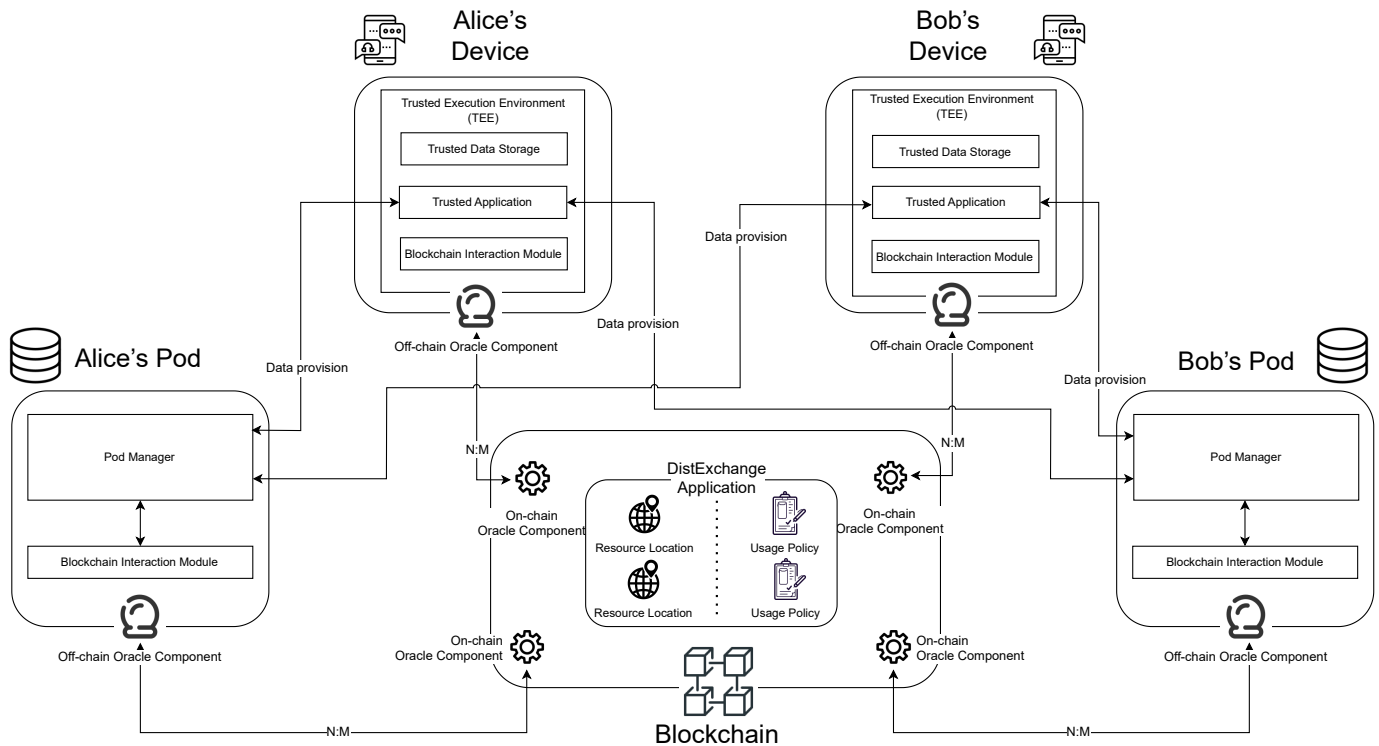 Alice's
Device
Bob's
Device
Trusted Execution Environment
(TEE)
Trusted Data Storage
Trusted Application
Blockchain Interaction Module
Off-chain Oracle Component
Trusted Execution Environment
(TEE)
Trusted Data Storage
Trusted Application
Blockchain Interaction Module
Off-chain Oracle Component
Data provision
Data provision
Data provision
Data provision
Alice's Pod
Pod Manager
Blockchain Interaction Module
Off-chain Oracle Component
Bob's Pod
Pod Manager
Blockchain Interaction Module
Off-chain Oracle Component
N:M
N:M
DistExchange
Application
On-chain
Oracle Component
Resource Location
Usage Policy
Resource Location
Usage Policy
On-chain
Oracle Component
On-chain
Oracle Component
On-chain
Oracle Component
N:M
N:M
Blockchain